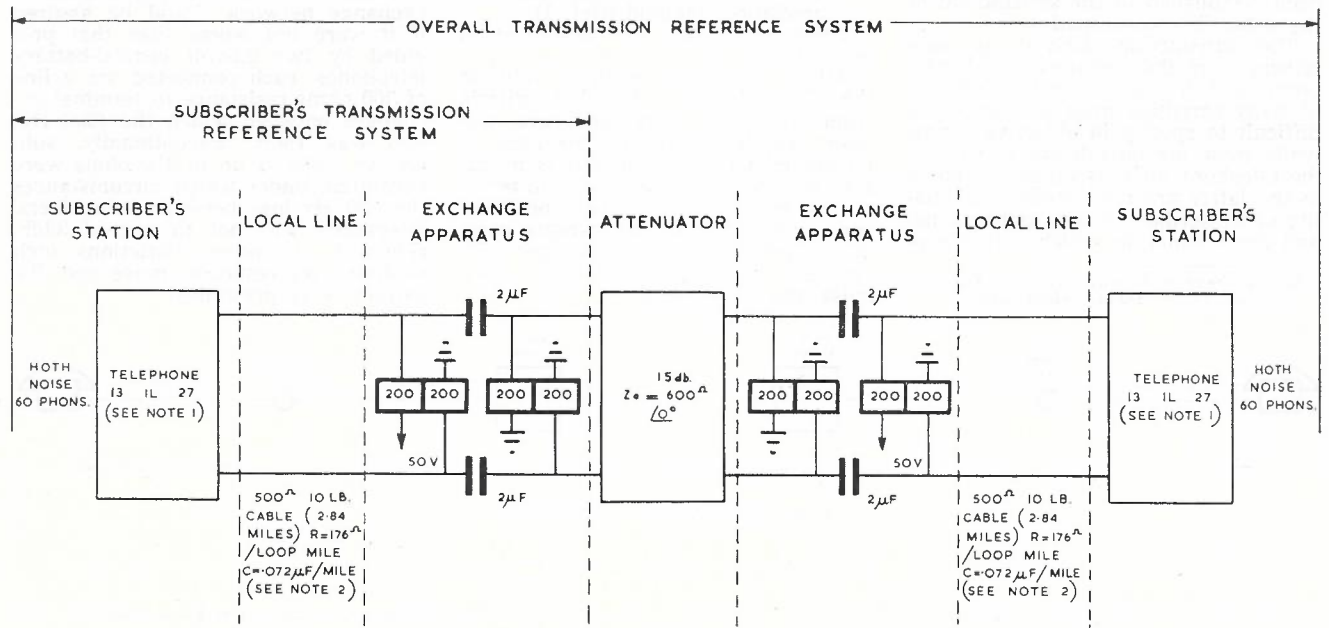 OVERALL TRANSMISSION REFERENCE SYSTEM
SUBSCRIBER'S TRANSMISSION
REFERENCE SYSTEM
SUBSCRIBER'S
STATION
LOCAL LINE
EXCHANGE
APPARATUS
ATTENUATOR
EXCHANGE
APPARATUS
LOCAL LINE
SUBSCRIBER'S
STATION
HOTH
NOISE
60 PHONS.
TELEPHONE
13 IL 27
(SEE NOTE 1)
2µF
200 200
200 200
50V
2µF
15 db.
Zo = 600Ω
/0°
2µF
200 200
200 200
50V
2µF
TELEPHONE
13 IL 27
(SEE NOTE 1)
HOTH
NOISE
60 PHONS.
500Ω 10 LB.
CABLE (2·84
MILES) R=176Ω
/LOOP MILE
C=·072µF/MILE
(SEE NOTE 2)
500Ω 10 LB.
CABLE (2·84
MILES) R=176Ω
/LOOP MILE
C=·072µF/MILE
(SEE NOTE 2)